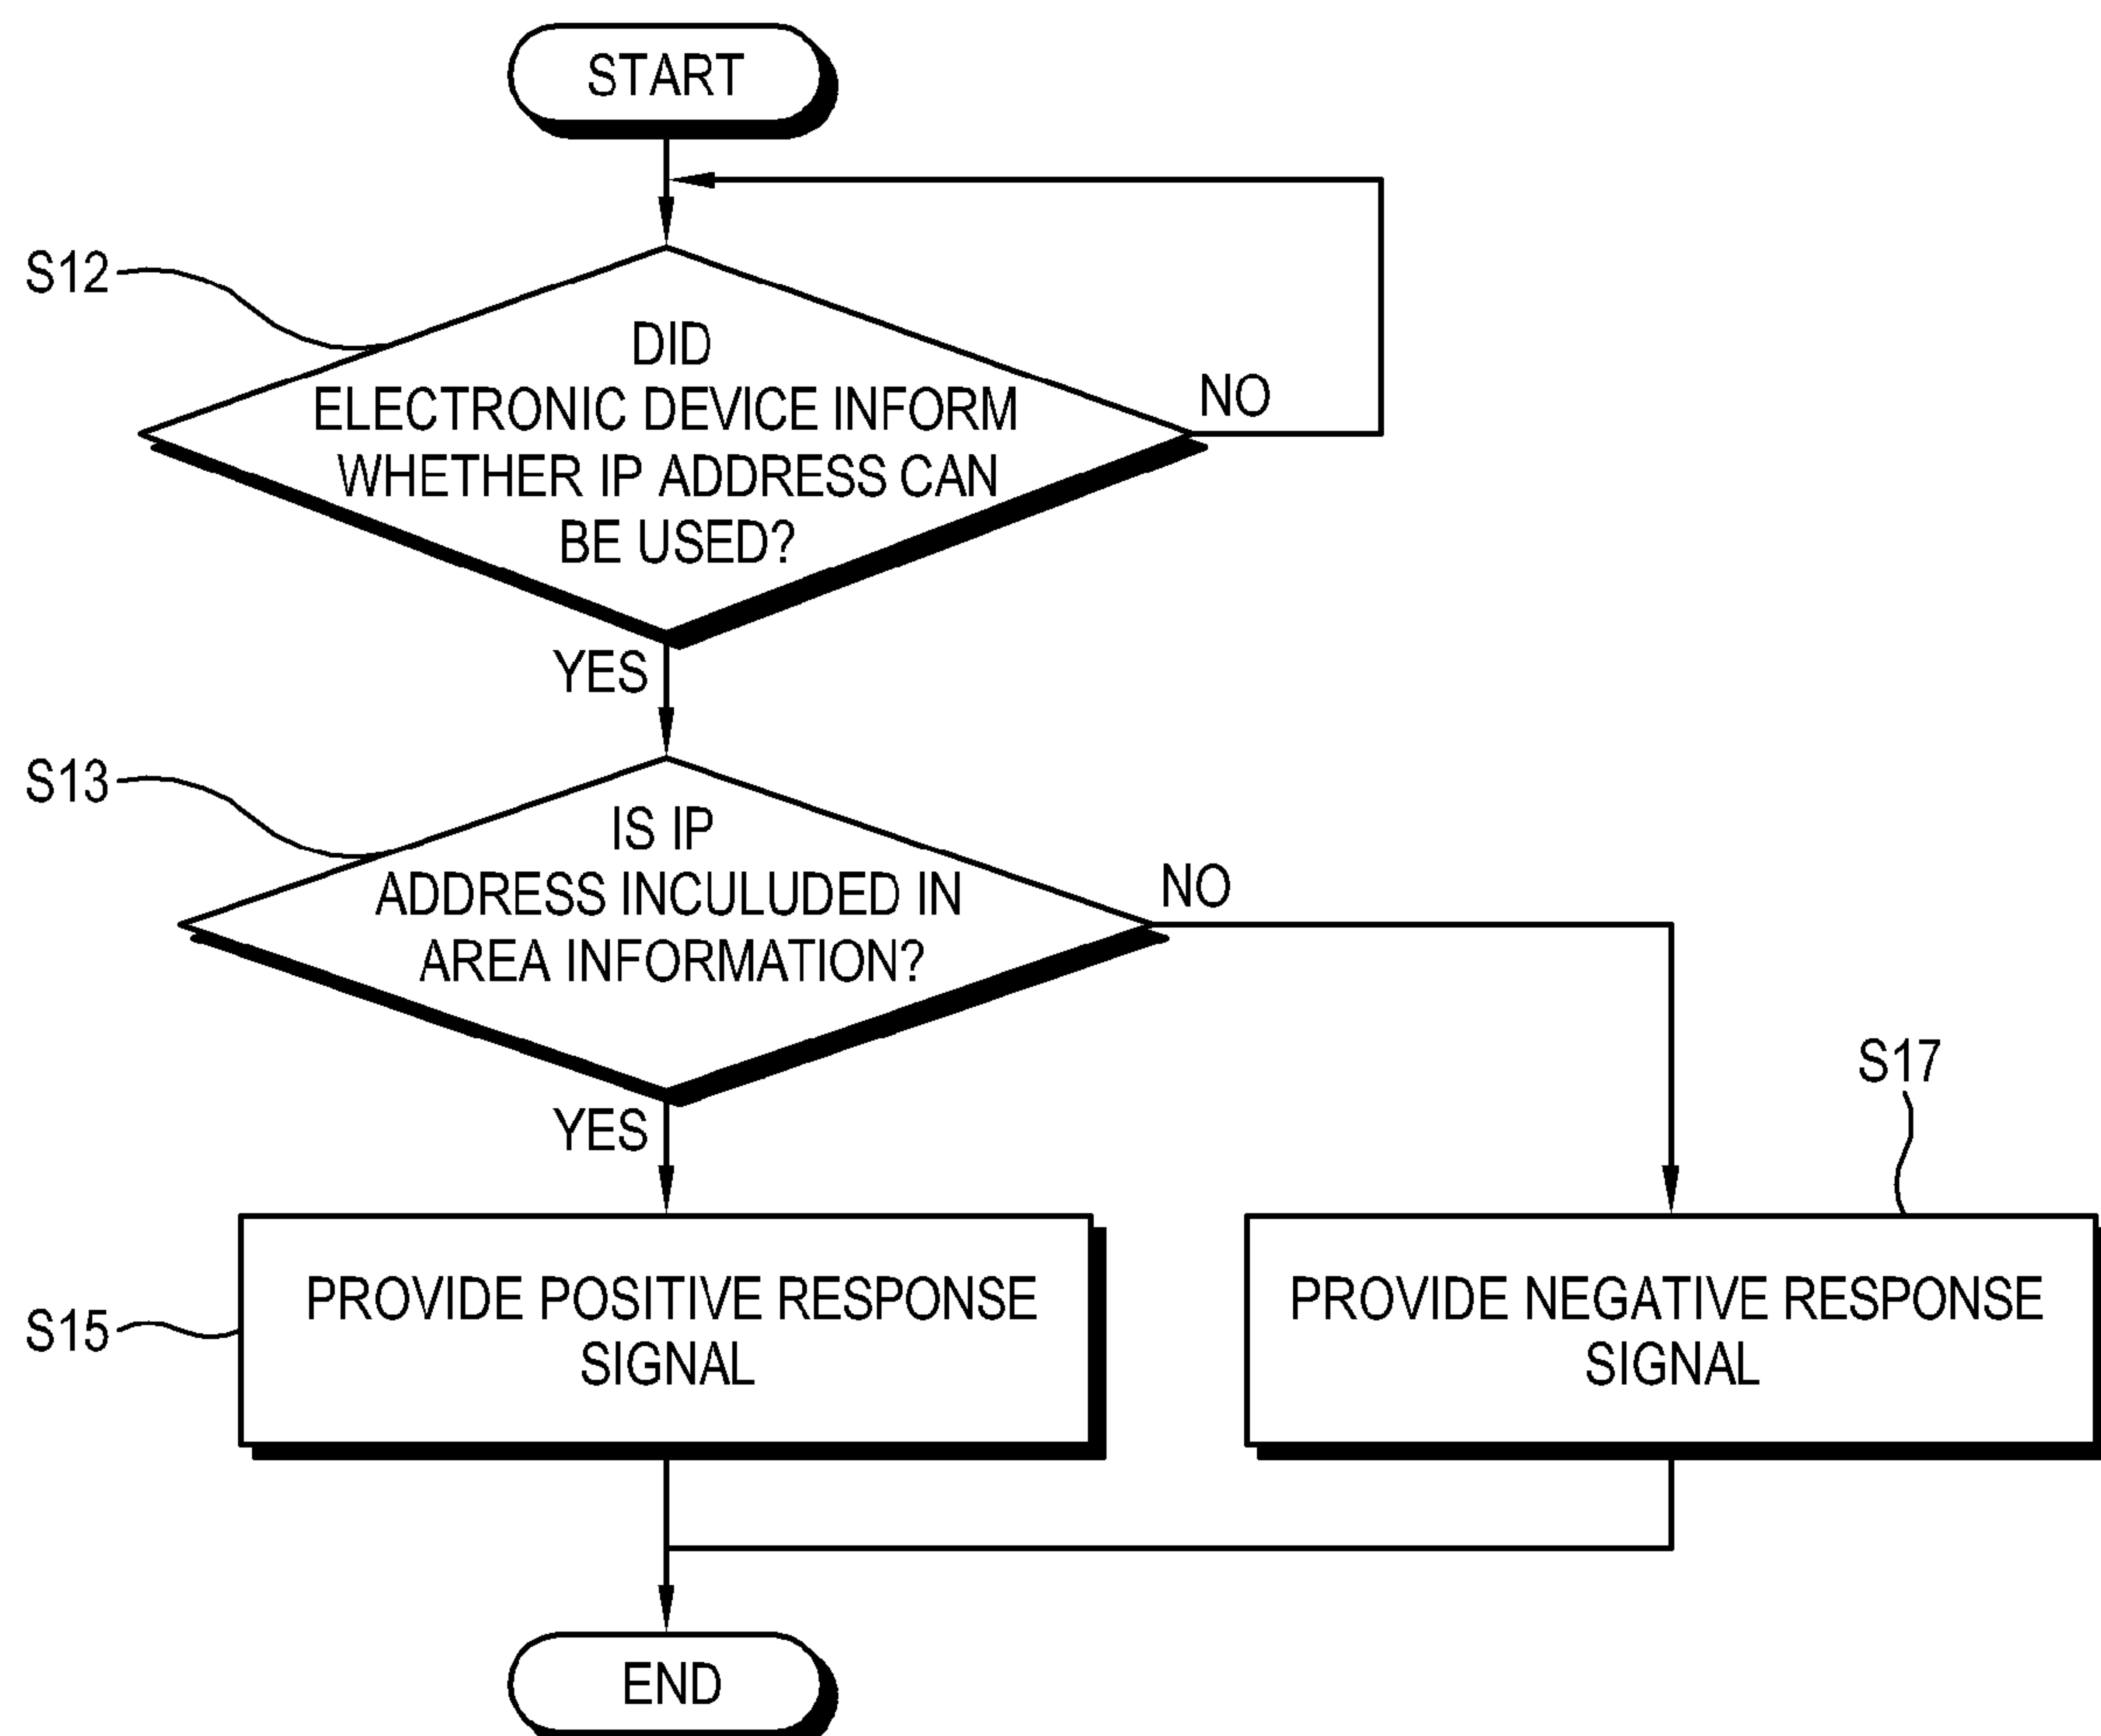 START
S12
DID
ELECTRONIC DEVICE INFORM
WHETHER IP ADDRESS CAN
BE USED?
NO
YES
S13
IS IP
ADDRESS INCULUDED IN
AREA INFORMATION?
NO
YES
S17
S15
PROVIDE POSITIVE RESPONSE
SIGNAL
PROVIDE NEGATIVE RESPONSE
SIGNAL
END